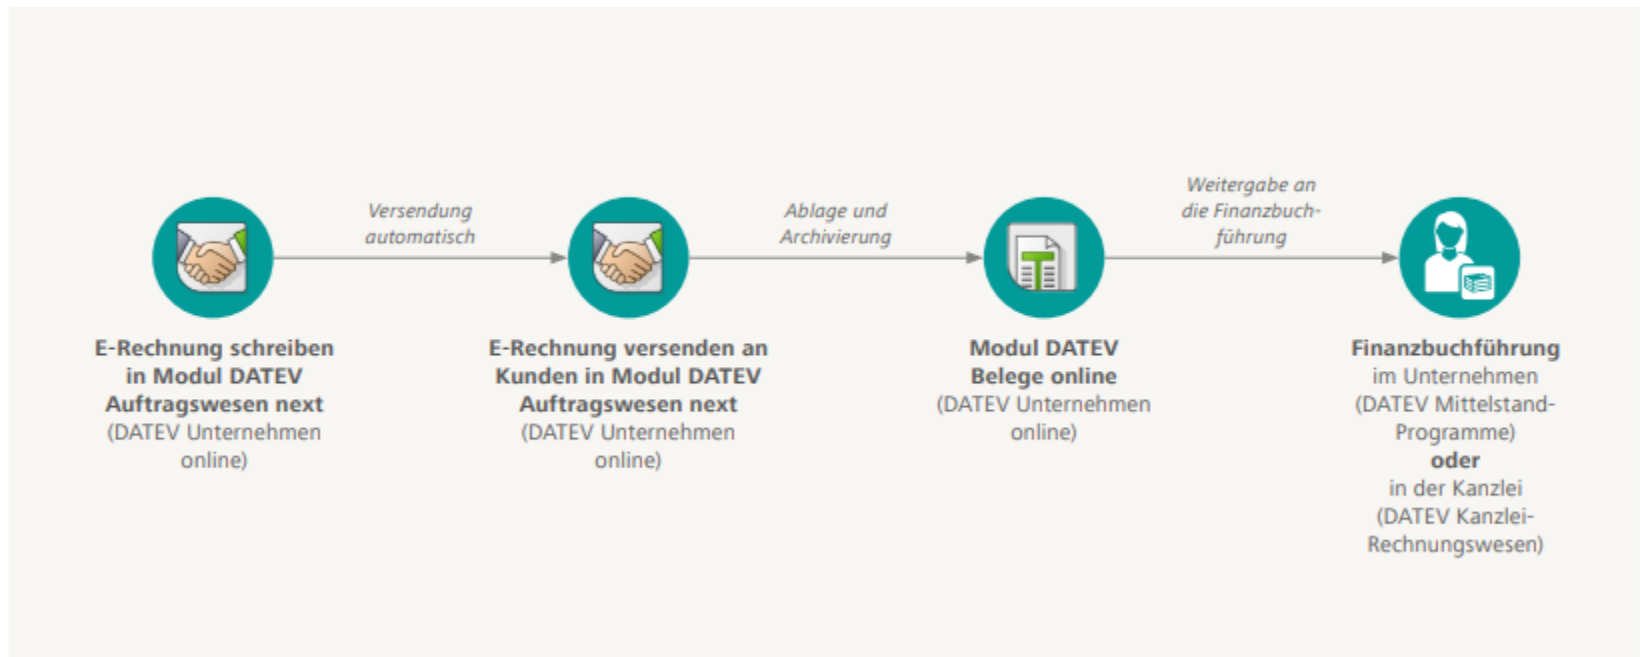 Versendung
automatisch
Ablage und
Archivierung
Weitergabe an
die Finanzbuch-
führung
E-Rechnung schreiben
in Modul DATEV
Auftragswesen next
(DATEV Unternehmen
online)
E-Rechnung versenden an
Kunden in Modul DATEV
Auftragswesen next
(DATEV Unternehmen
online)
Modul DATEV
Belege online
(DATEV Unternehmen
online)
Finanzbuchführung
im Unternehmen
(DATEV Mittelstand-
Programme)
oder
in der Kanzlei
(DATEV Kanzlei-
Rechnungswesen)